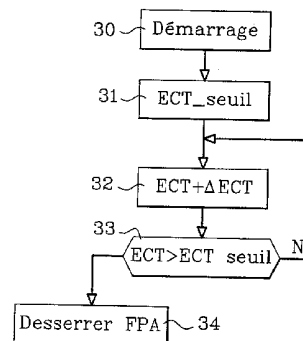 30
Démarrage
31
ECT_seuil
32
ECT+ΔECT
33
ECT>ECT seuil
N
Desserrer FPA
34